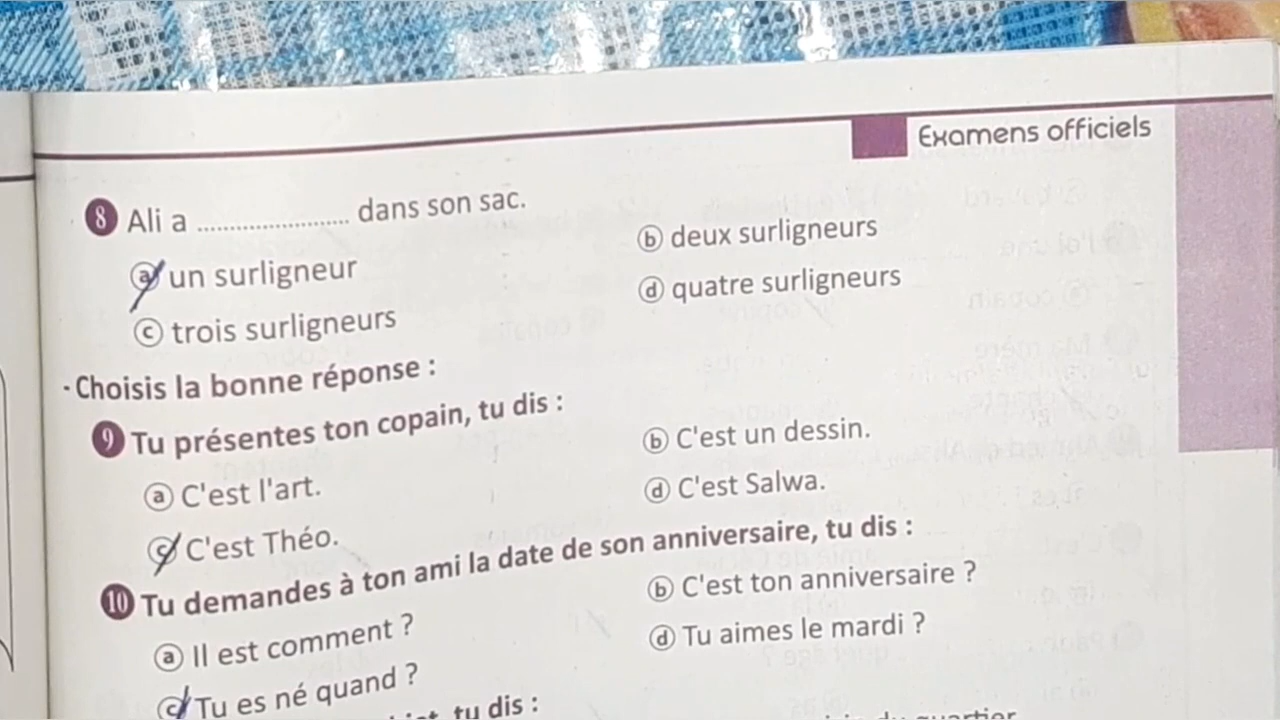 Examens officiels
8 Ali a ........................ dans son sac.
a un surligneur
b deux surligneurs
c trois surligneurs
d quatre surligneurs
- Choisis la bonne réponse :
9 Tu présentes ton copain, tu dis :
a C'est l'art.
b C'est un dessin.
c C'est Théo.
d C'est Salwa.
10 Tu demandes à ton ami la date de son anniversaire, tu dis :
a Il est comment ?
b C'est ton anniversaire ?
c Tu es né quand ?
d Tu aimes le mardi ?
tu dis :